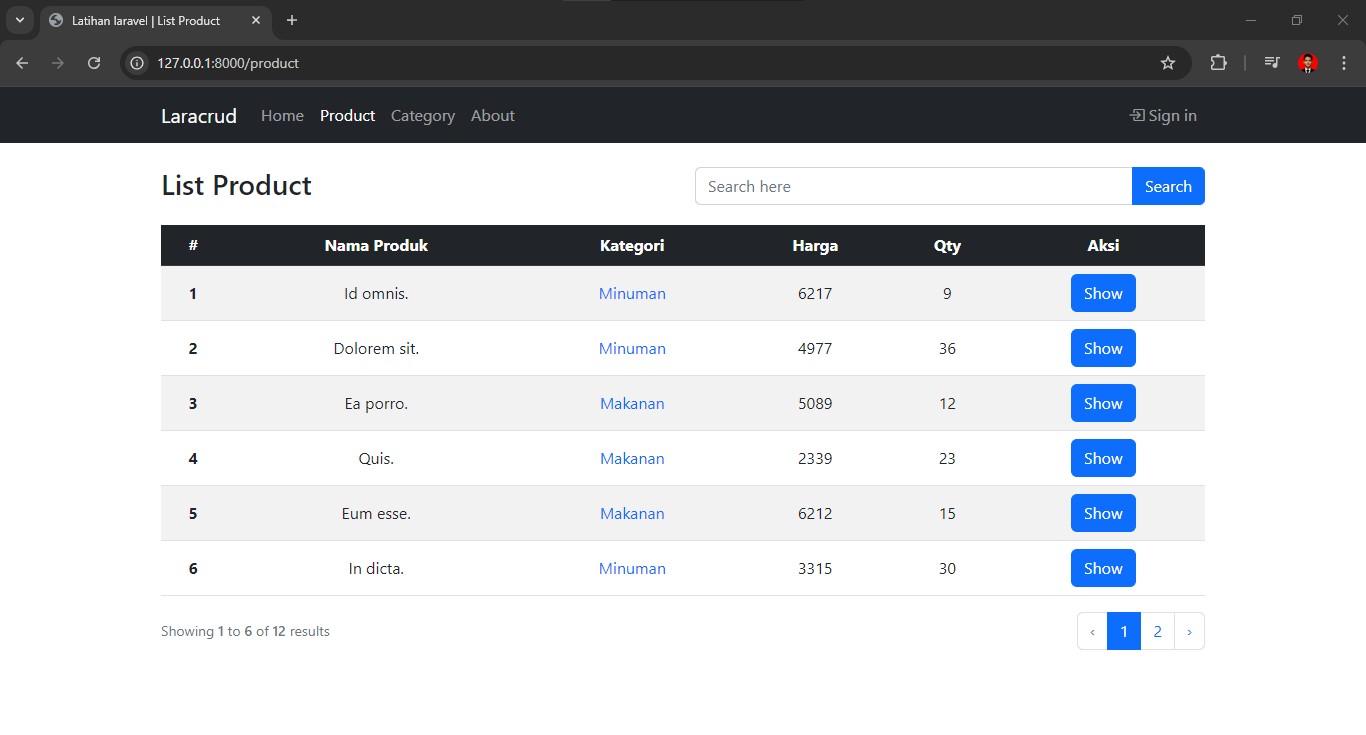 Latihan laravel | List Product
127.0.0.1:8000/product
Laracrud Home Product Category About Sign in
List Product Search here Search
# Nama Produk Kategori Harga Qty Aksi
1 Id omnis. Minuman 6217 9 Show
2 Dolorem sit. Minuman 4977 36 Show
3 Ea porro. Makanan 5089 12 Show
4 Quis. Makanan 2339 23 Show
5 Eum esse. Makanan 6212 15 Show
6 In dicta. Minuman 3315 30 Show
Showing 1 to 6 of 12 results ‹ 1 2 ›